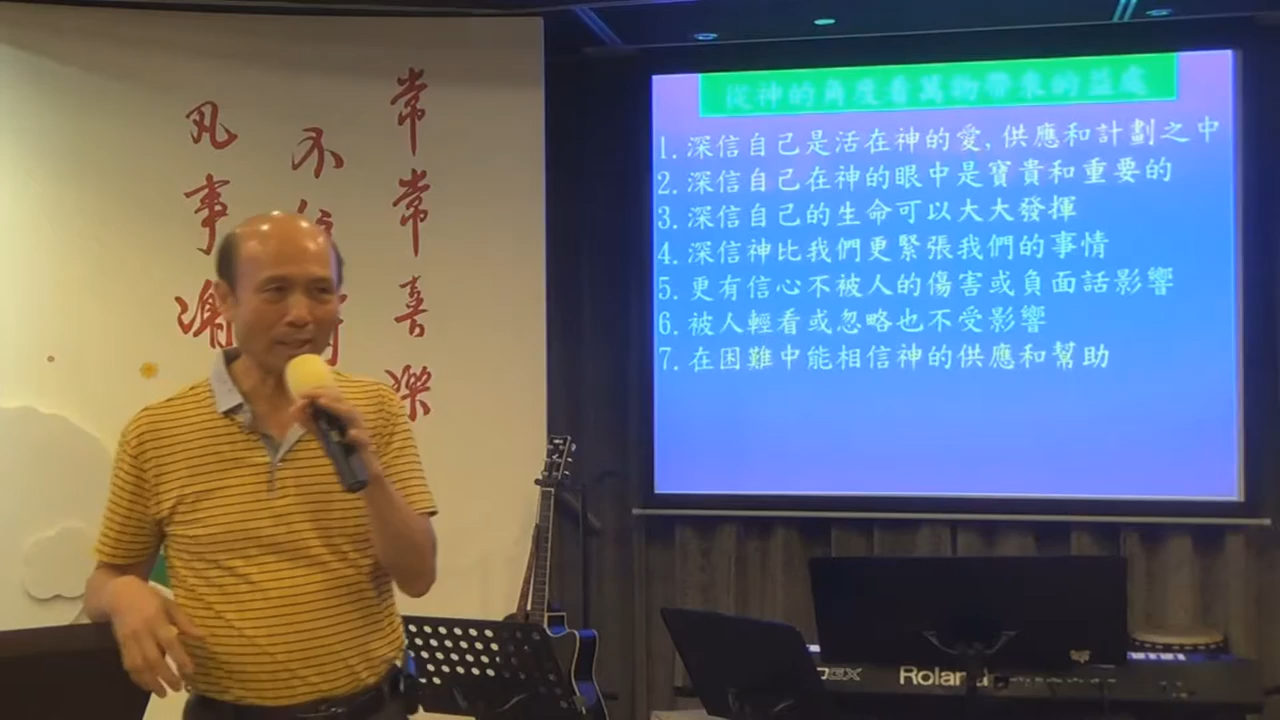 常常喜樂
不
凡事謝
從神的角度看萬物帶來的益處
1. 深信自己是活在神的愛, 供應和計劃之中
2. 深信自己在神的眼中是寶貴和重要的
3. 深信自己的生命可以大大發揮
4. 深信神比我們更緊張我們的事情
5. 更有信心不被人的傷害或負面話影響
6. 被人輕看或忽略也不受影響
7. 在困難中能相信神的供應和幫助
Roland